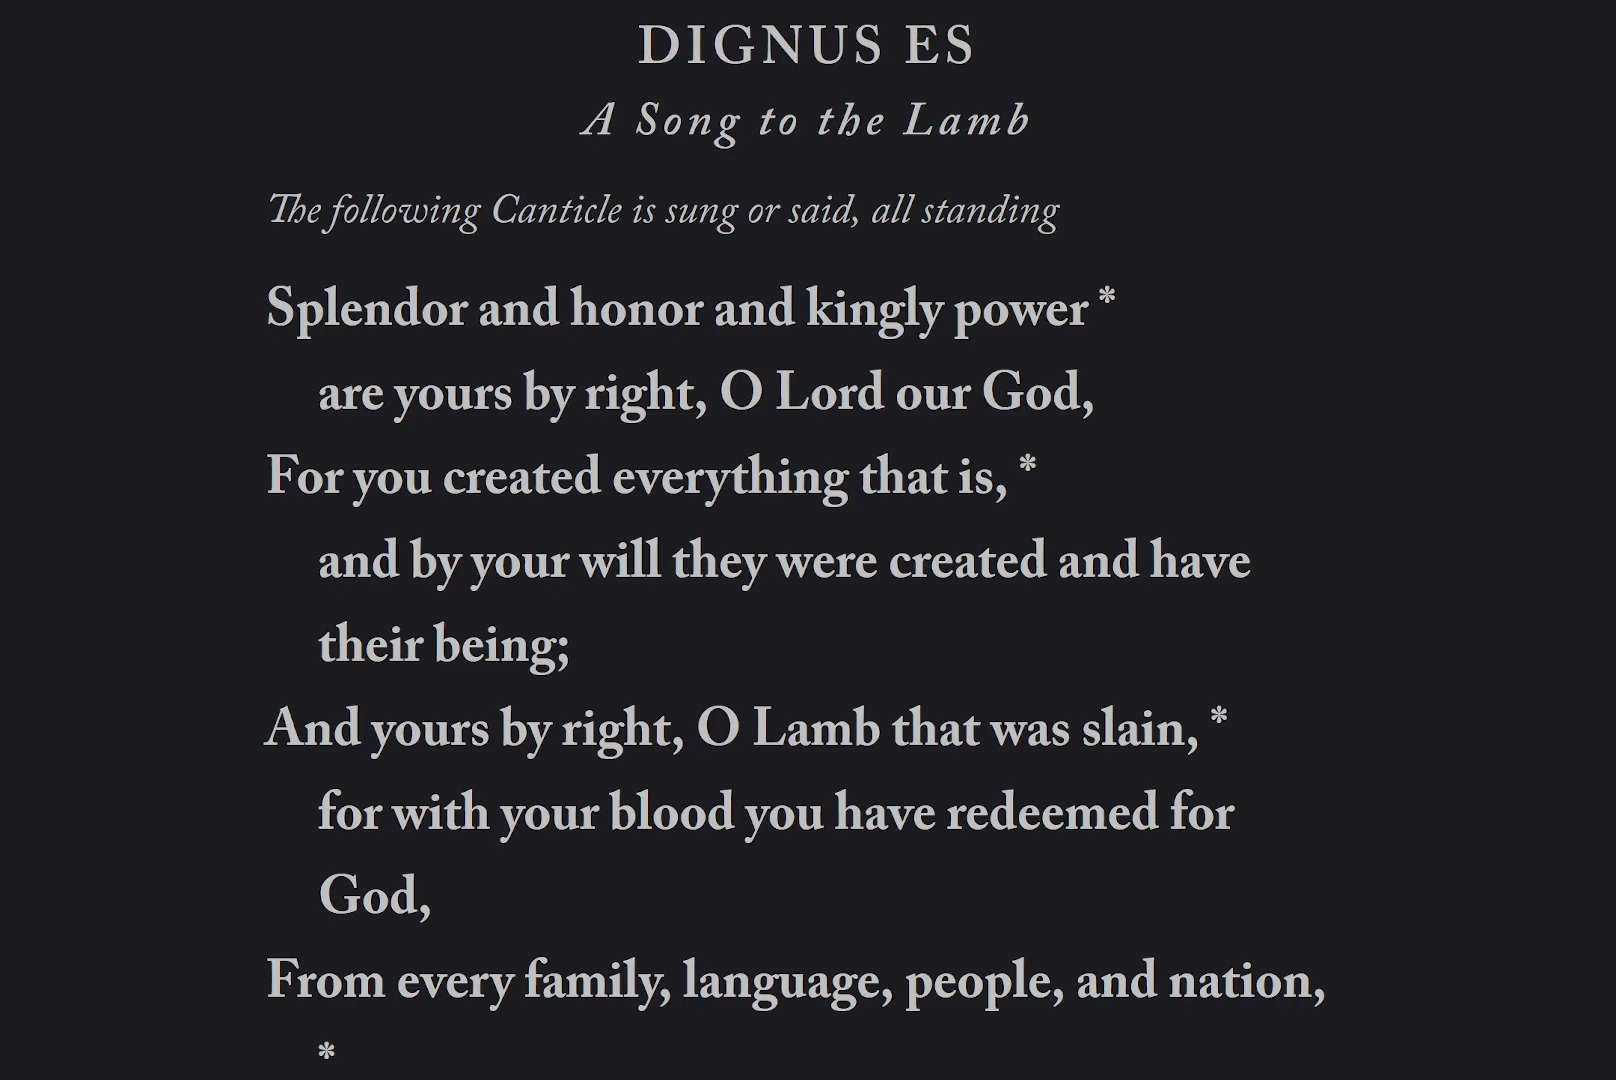 DIGNUS ES
A Song to the Lamb
The following Canticle is sung or said, all standing
Splendor and honor and kingly power *
are yours by right, O Lord our God,
For you created everything that is, *
and by your will they were created and have
their being;
And yours by right, O Lamb that was slain, *
for with your blood you have redeemed for
God,
From every family, language, people, and nation,
*